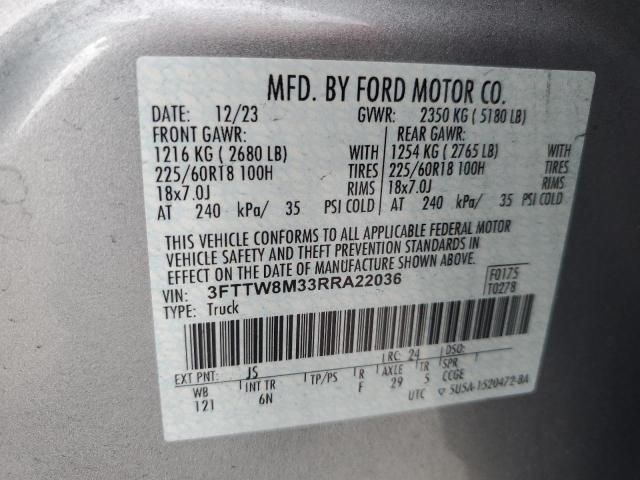 MFD. BY FORD MOTOR CO.
DATE: 12/23 GVWR: 2350 KG ( 5180 LB)
FRONT GAWR: REAR GAWR:
1216 KG ( 2680 LB) WITH 1254 KG ( 2765 LB) WITH
225/60R18 100H TIRES 225/60R18 100H TIRES
18x7.0J RIMS 18x7.0J RIMS
AT 240 kPa/ 35 PSI COLD AT 240 kPa/ 35 PSI COLD
THIS VEHICLE CONFORMS TO ALL APPLICABLE FEDERAL MOTOR
VEHICLE SAFETY AND THEFT PREVENTION STANDARDS IN
EFFECT ON THE DATE OF MANUFACTURE SHOWN ABOVE.
VIN: 3FTTW8M33RRA22036 F0175
TYPE: Truck T0278
EXT PNT: JS RC: 24 DSO:
WB INT TR TP/PS R AXLE TR SPR
121 6N F 29 5 CCGE
UTC 5U5A-1520472-BA